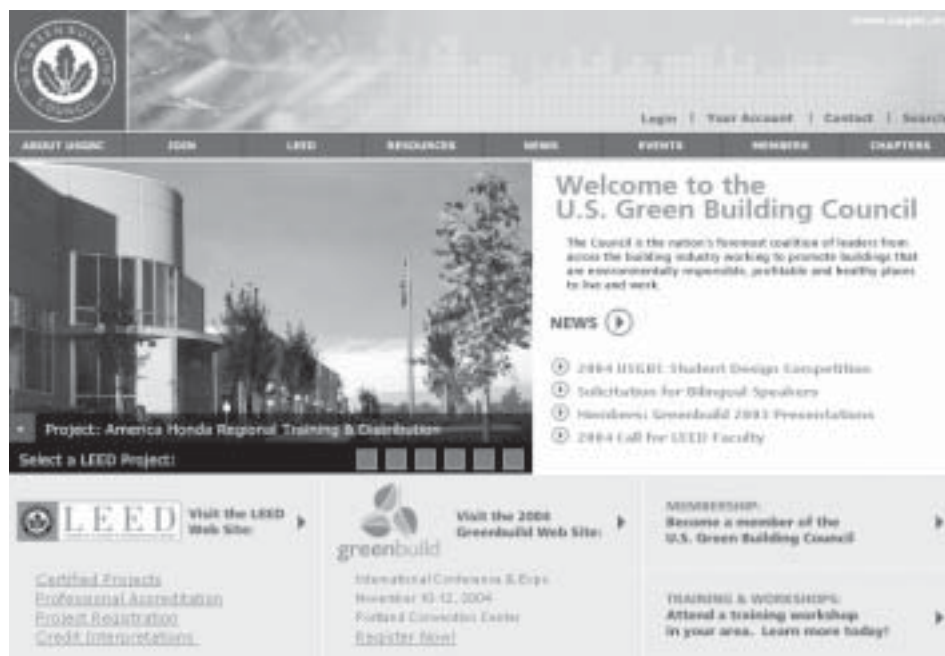 U.S. GREEN BUILDING COUNCIL
Login | Your Account | Contact | Search
ABOUT USGBC JOIN LEED RESOURCES NEWS EVENTS MEMBERS CHAPTERS
Welcome to the
U.S. Green Building Council
The Council is the nation's foremost coalition of leaders from
across the building industry working to promote buildings that
are environmentally responsible, profitable and healthy places
to live and work.
NEWS
2004 USGBC Student Design Competition
Solicitation for Bilingual Speakers
Members: Greenbuild 2003 Presentations
2004 Call for LEED Faculty
Project: America Honda Regional Training & Distribution
Select a LEED Project:
LEED
Visit the LEED
Web Site:
Certified Projects
Professional Accreditation
Project Registration
Credit Interpretations
greenbuild
Visit the 2004
Greenbuild Web Site:
International Conference & Expo
November 10-12, 2004
Portland Convention Center
Register Now!
MEMBERSHIP:
Become a member of the
U.S. Green Building Council
TRAINING & WORKSHOPS:
Attend a training workshop
in your area. Learn more today!